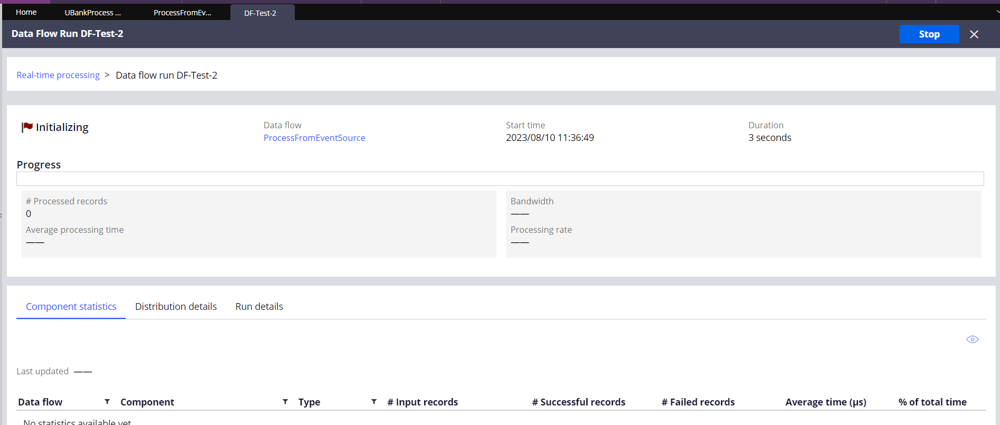 Home UBankProcess ... ProcessFromEv... DF-Test-2
Data Flow Run DF-Test-2 Stop
Real-time processing > Data flow run DF-Test-2
Initializing
Data flow
ProcessFromEventSource
Start time
2023/08/10 11:36:49
Duration
3 seconds
Progress
# Processed records
0
Average processing time
——
Bandwidth
——
Processing rate
——
Component statistics Distribution details Run details
Last updated ——
Data flow Component Type # Input records # Successful records # Failed records Average time (µs) % of total time
No statistics available yet